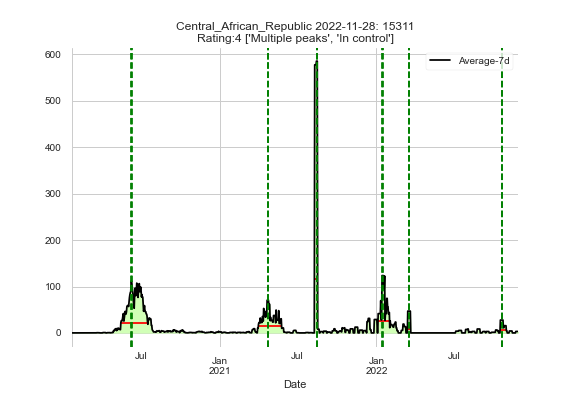 Central_African_Republic 2022-11-28: 15311
Rating:4 ['Multiple peaks', 'In control']
Average-7d
600
500
400
300
200
100
0
Jul
Jan
2021
Jul
Jan
2022
Jul
Date